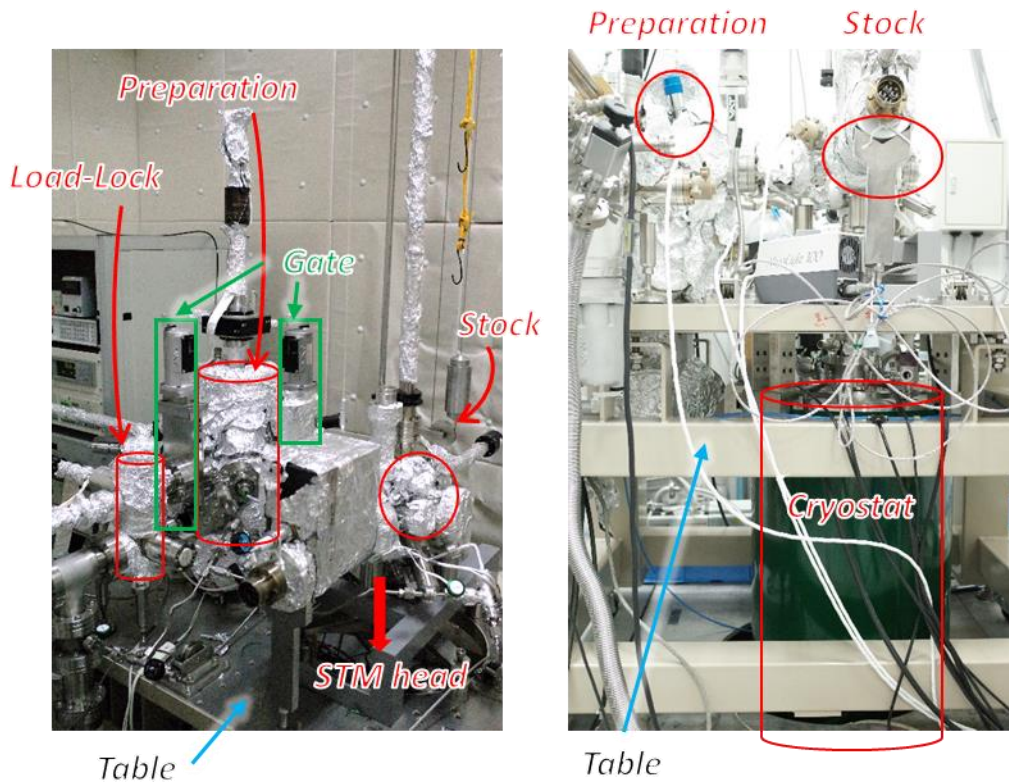 Preparation
Load-Lock
Gate
Stock
STM head
Table
Preparation
Stock
Cryostat
Table